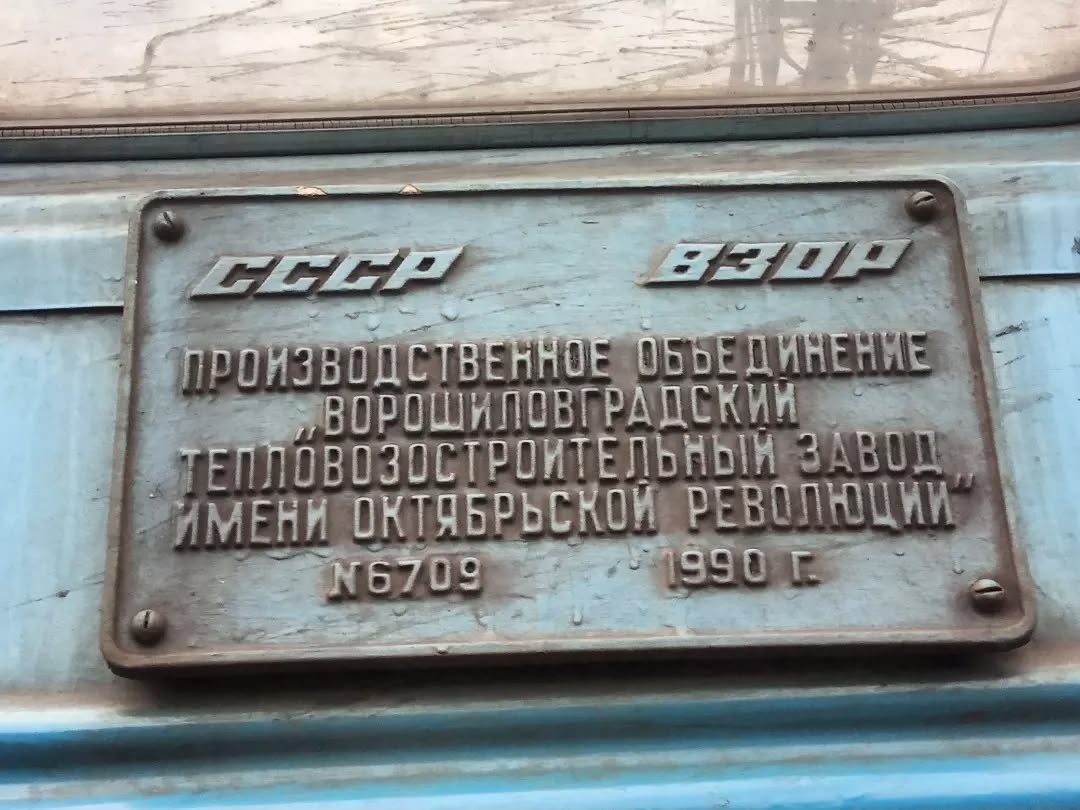 СССР ВЗОР
ПРОИЗВОДСТВЕННОЕ ОБЪЕДИНЕНИЕ
„ВОРОШИЛОВГРАДСКИЙ
ТЕПЛОВОЗОСТРОИТЕЛЬНЫЙ ЗАВОД
ИМЕНИ ОКТЯБРЬСКОЙ РЕВОЛЮЦИИ"
N6709 1990 Г.